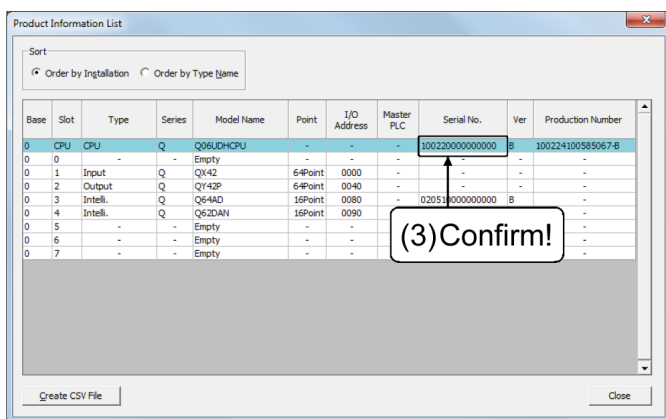 Product Information List
Sort
Order by Installation Order by Type Name
Base Slot Type Series Model Name Point I/O Address Master PLC Serial No. Ver Production Number
0 CPU CPU Q Q06UDHCPU - - - 100220000000000 B 100224100585067-B
0 0 - - Empty - - - - - -
0 1 Input Q QX42 64Point 0000 - - - -
0 2 Output Q QY42P 64Point 0040 - - - -
0 3 Intelli. Q Q64AD 16Point 0080 - 020510000000000 B -
0 4 Intelli. Q Q62DAN 16Point 0090 -
0 5 - - Empty - - -
0 6 - - Empty - - -
0 7 - - Empty - - -
(3)Confirm!
Create CSV File Close